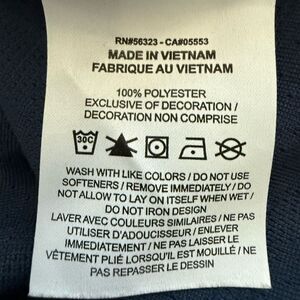 RN#56323 - CA#05553
MADE IN VIETNAM
FABRIQUE AU VIETNAM
100% POLYESTER
EXCLUSIVE OF DECORATION /
DECORATION NON COMPRISE
30C
WASH WITH LIKE COLORS / DO NOT USE
SOFTENERS / REMOVE IMMEDIATELY / DO
NOT ALLOW TO LAY ON ITSELF WHEN WET /
DO NOT IRON DESIGN
LAVER AVEC COULEURS SIMILAIRES / NE PAS
UTILISER D'ADOUCISSEUR / ENLEVER
IMMEDIATEMENT / NE PAS LAISSER LE
VÊTEMENT PLIÉ LORSQU'IL EST MOUILLÉ / NE
PAS REPASSER LE DESSIN